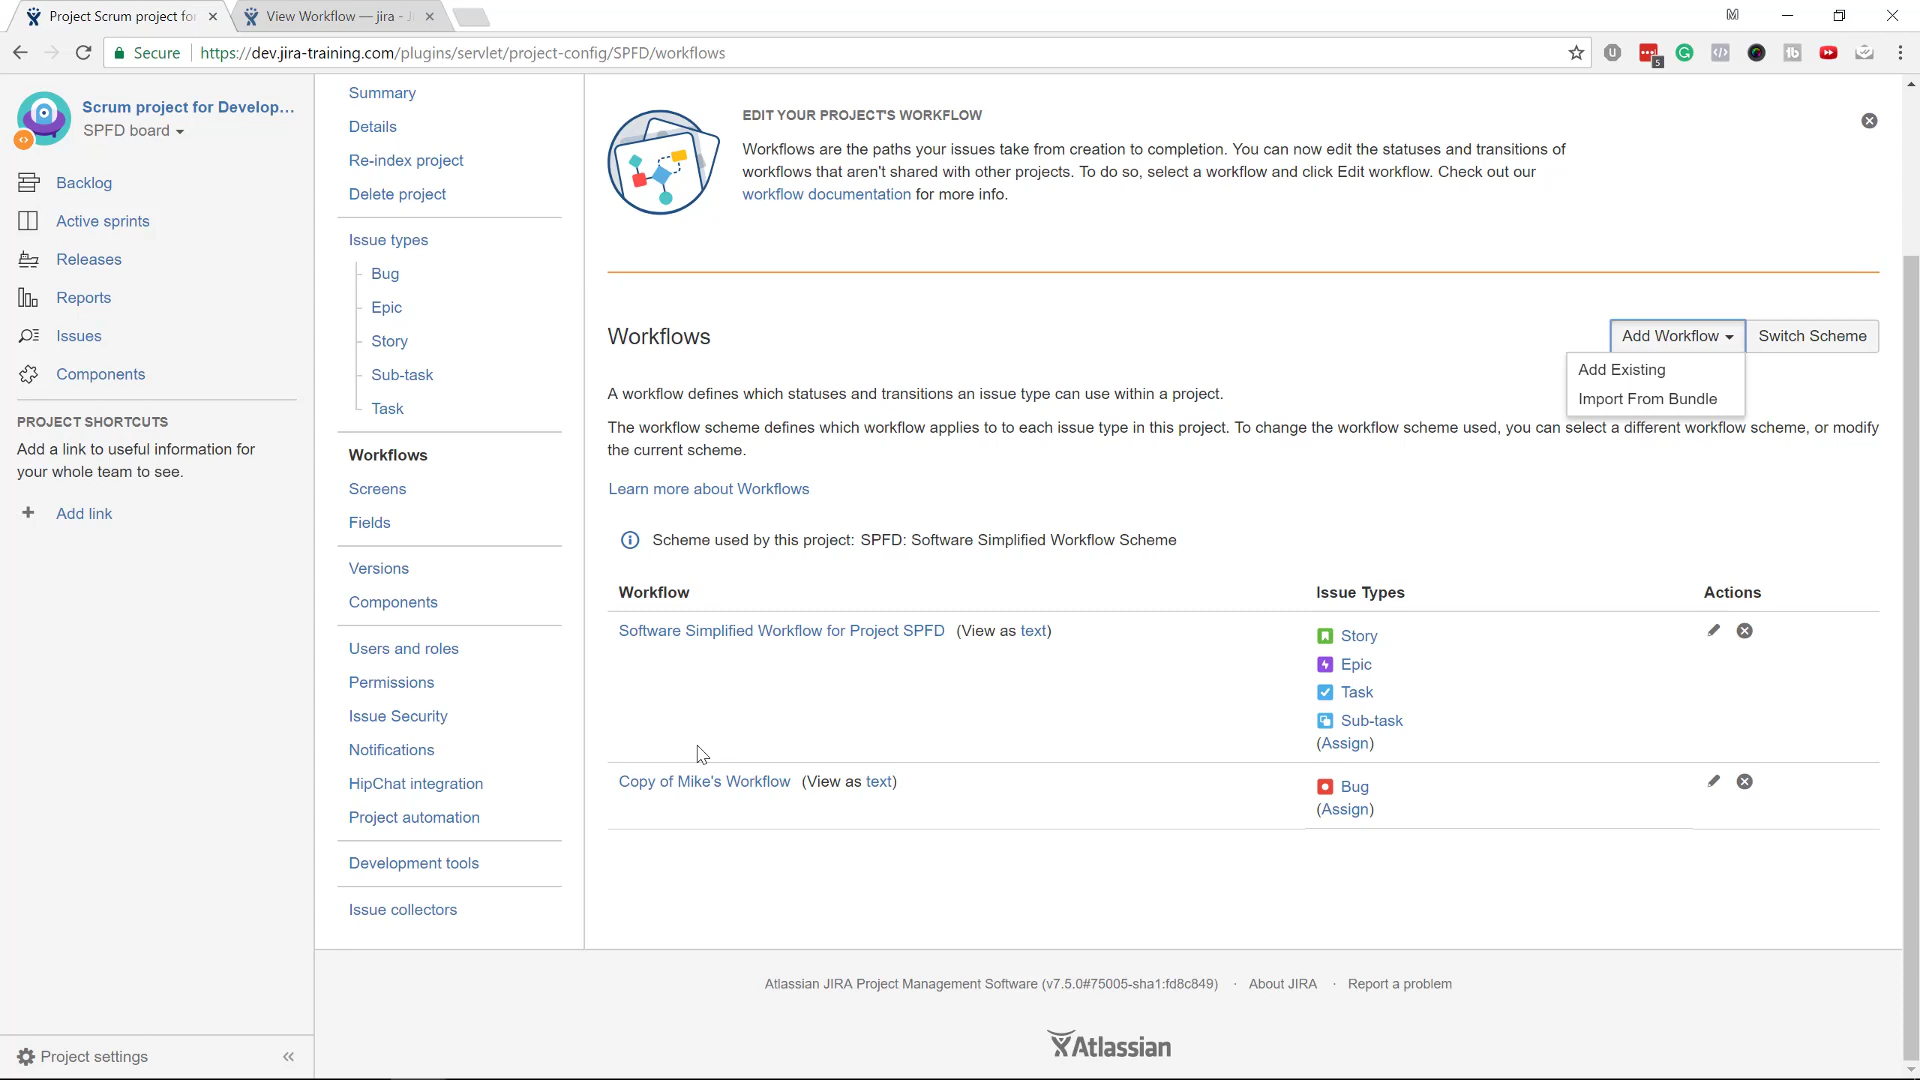 Project Scrum project for
View Workflow — jira - Ji
Secure
https://dev.jira-training.com/plugins/servlet/project-config/SPFD/workflows
5
Scrum project for Develop...
SPFD board
Backlog
Active sprints
Releases
Reports
Issues
Components
PROJECT SHORTCUTS
Add a link to useful information for
your whole team to see.
+ Add link
Project settings
«
Summary
Details
Re-index project
Delete project
Issue types
Bug
Epic
Story
Sub-task
Task
Workflows
Screens
Fields
Versions
Components
Users and roles
Permissions
Issue Security
Notifications
HipChat integration
Project automation
Development tools
Issue collectors
EDIT YOUR PROJECT'S WORKFLOW
Workflows are the paths your issues take from creation to completion. You can now edit the statuses and transitions of
workflows that aren't shared with other projects. To do so, select a workflow and click Edit workflow. Check out our
workflow documentation for more info.
Workflows
Add Workflow
Switch Scheme
Add Existing
Import From Bundle
A workflow defines which statuses and transitions an issue type can use within a project.
The workflow scheme defines which workflow applies to to each issue type in this project. To change the workflow scheme used, you can select a different workflow scheme, or modify
the current scheme.
Learn more about Workflows
Scheme used by this project: SPFD: Software Simplified Workflow Scheme
Workflow Issue Types Actions
Software Simplified Workflow for Project SPFD (View as text)
Story
Epic
Task
Sub-task
(Assign)
Copy of Mike's Workflow (View as text)
Bug
(Assign)
Atlassian JIRA Project Management Software (v7.5.0#75005-sha1:fd8c849) · About JIRA · Report a problem
Atlassian